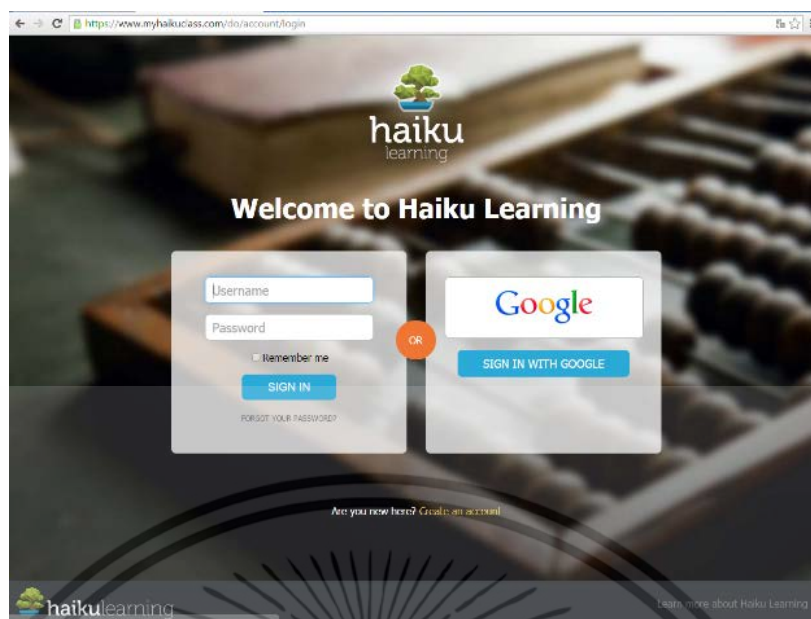 https://www.myhaikuclass.com/do/account/login
haiku
learning
Welcome to Haiku Learning
Username
Password
Remember me
SIGN IN
FORGOT YOUR PASSWORD?
OR
Google
SIGN IN WITH GOOGLE
Are you new here? Create an account
haikulearning
Learn more about Haiku Learning